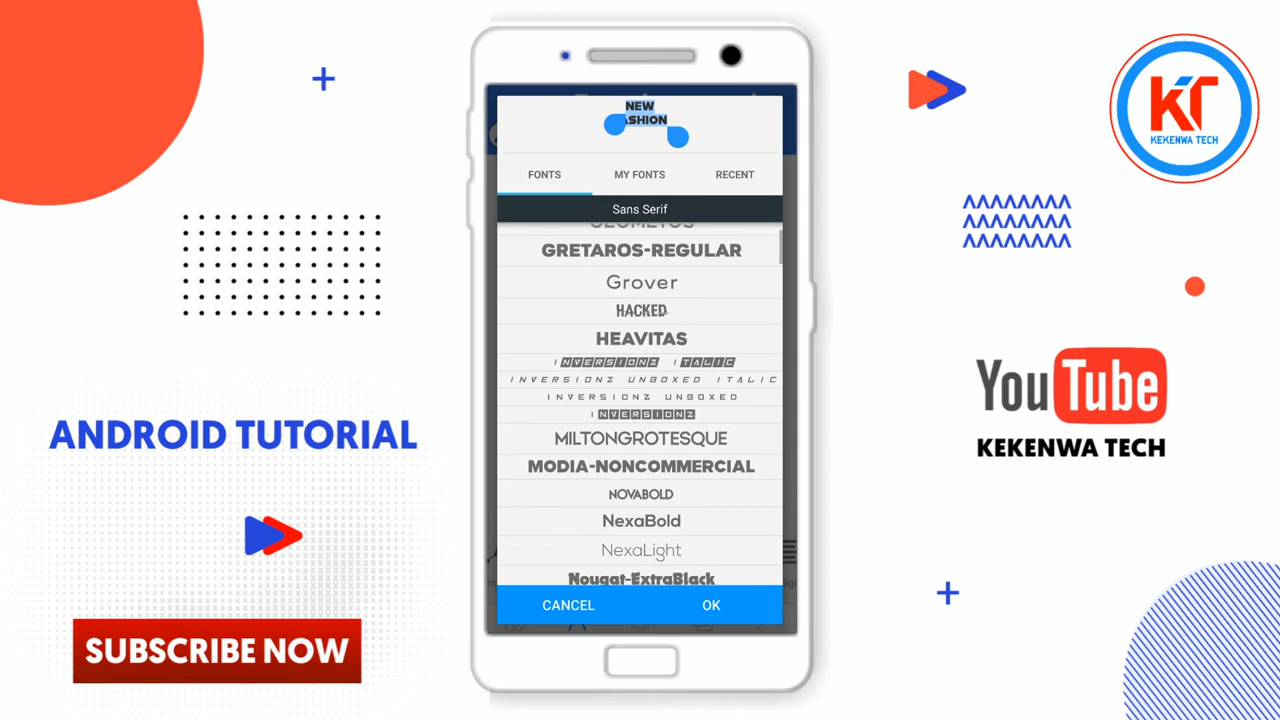 KT
KEKENWA TECH
ANDROID TUTORIAL
SUBSCRIBE NOW
NEW
ASHION
FONTS
MY FONTS
RECENT
Sans Serif
GRETAROS-REGULAR
Grover
HACKED
HEAVITAS
INVERSIONZ ITALIC
INVERSIONZ UNBOXED ITALIC
INVERSIONZ UNBOXED
INVERSIONZ
MILTONGROTESQUE
MODIA-NONCOMMERCIAL
NOVABOLD
NexaBold
NexaLight
Nougat-ExtraBlack
CANCEL
OK
YouTube
KEKENWA TECH